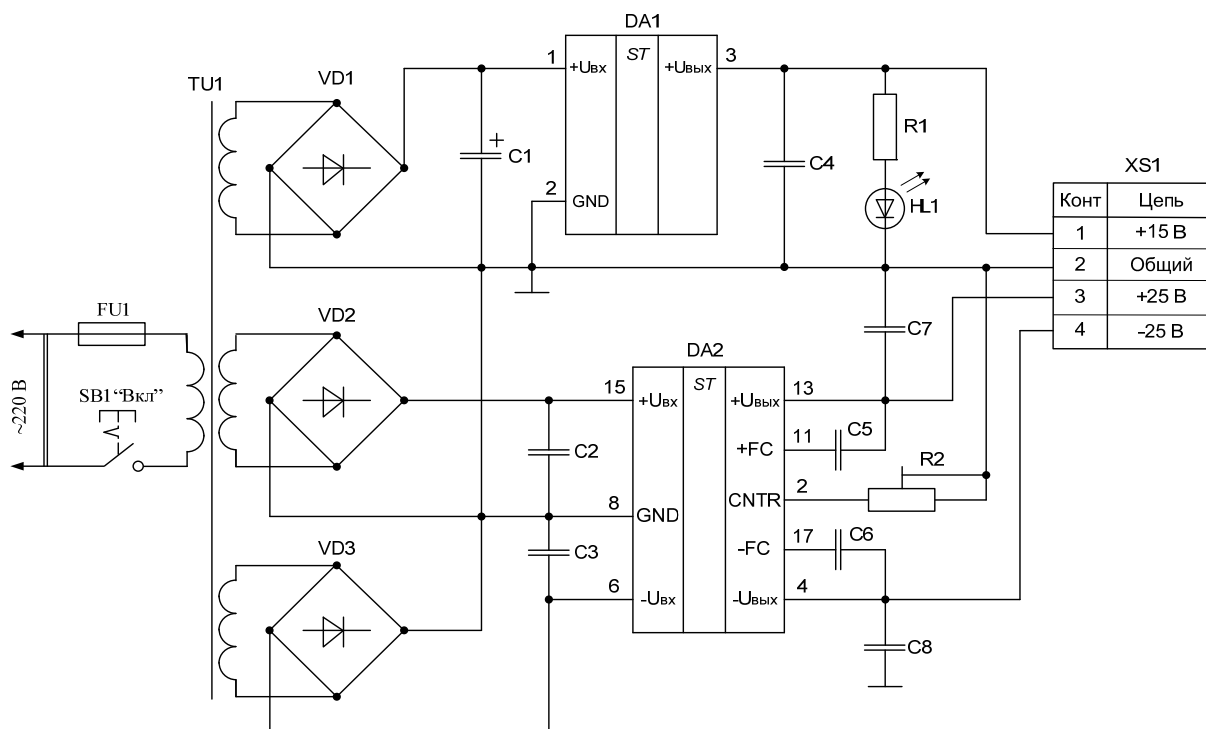 DA1
1
+Uвх
ST
+Uвых
3
TU1
VD1
+
C1
2
GND
C4
R1
HL1
XS1
Конт Цепь
1 +15 В
2 Общий
3 +25 В
4 -25 В
FU1
VD2
C7
DA2
~220 В
SB1 “Вкл”
15
+Uвх
ST
+Uвых
13
C2
+FC
11
C5
R2
CNTR
2
8
GND
VD3
C3
-FC
17
C6
6
-Uвх
-Uвых
4
C8